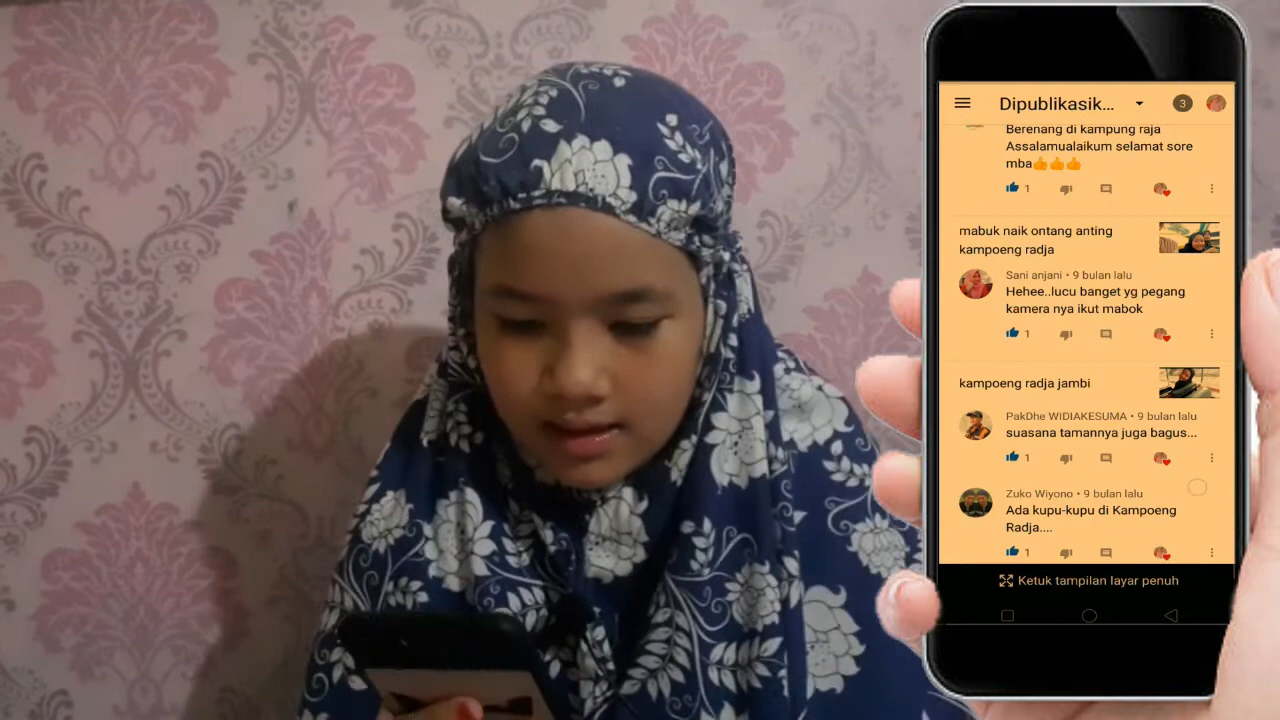 Dipublikasik...
3
Berenang di kampung raja
Assalamualaikum selamat sore
mba👍👍👍
1
mabuk naik ontang anting
kampoeng radja
Sani anjani • 9 bulan lalu
Hehee..lucu banget yg pegang
kamera nya ikut mabok
1
kampoeng radja jambi
PakDhe WIDIAKESUMA • 9 bulan lalu
suasana tamannya juga bagus...
1
Zuko Wiyono • 9 bulan lalu
Ada kupu-kupu di Kampoeng
Radja....
1
Ketuk tampilan layar penuh